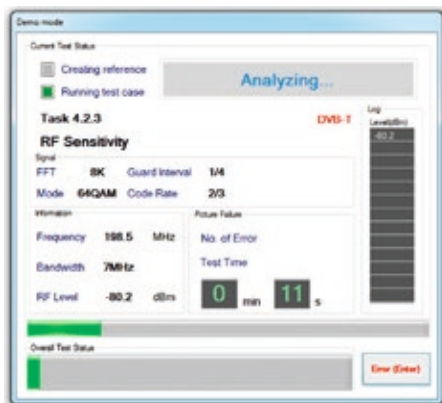 Demo mode
Current Test Status
Creating reference
Running test case
Analyzing...
Task 4.2.3
DVB-T
RF Sensitivity
Log
Level(dBm)
-80.2
Signal
FFT 8K Guard Interval 1/4
Mode 64QAM Code Rate 2/3
Information
Frequency 198.5 MHz
Bandwidth 7MHz
RF Level -80.2 dBm
Picture Failure
No. of Error
Test Time
0 min 11 s
Overall Test Status
Error (Enter)